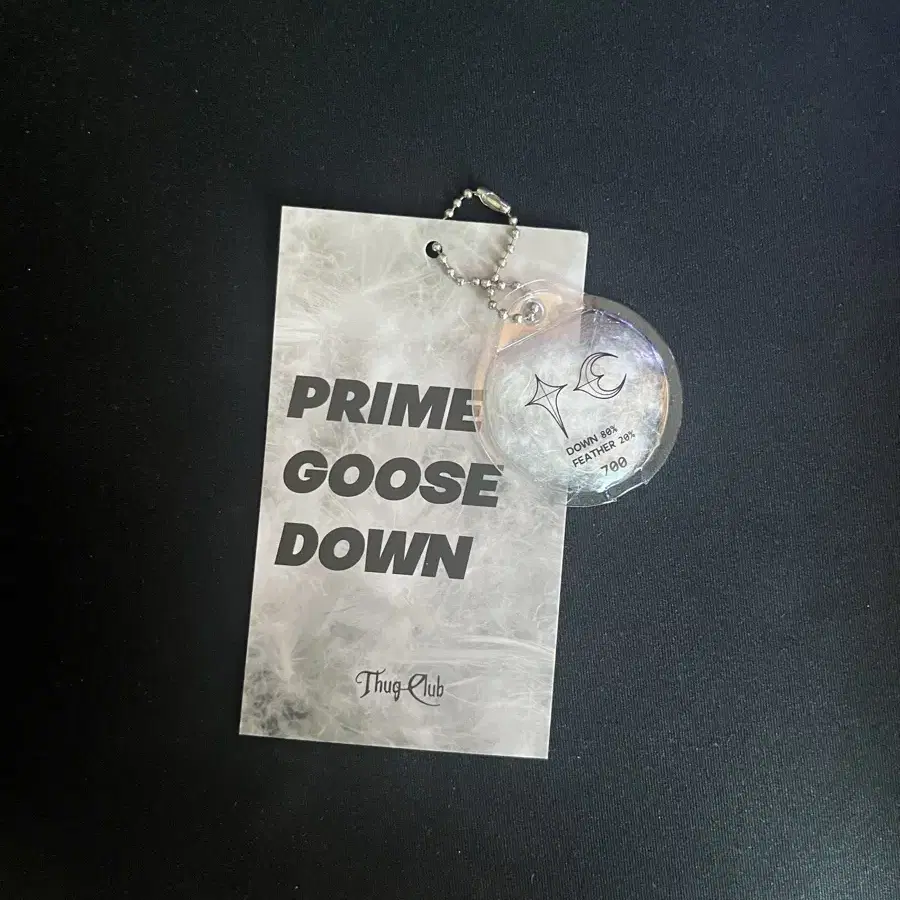 PRIME
GOOSE
DOWN
Thug Club
DOWN 80%
FEATHER 20%
700